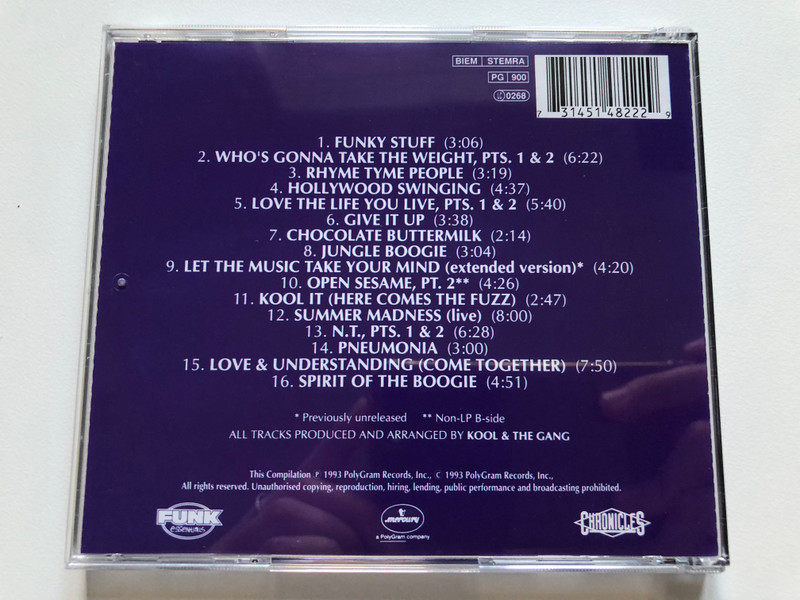 BIEM STEMRA
PG 900
0268
7 31451 48222 9
1. FUNKY STUFF (3:06)
2. WHO'S GONNA TAKE THE WEIGHT, PTS. 1 & 2 (6:22)
3. RHYME TYME PEOPLE (3:19)
4. HOLLYWOOD SWINGING (4:37)
5. LOVE THE LIFE YOU LIVE, PTS. 1 & 2 (5:40)
6. GIVE IT UP (3:38)
7. CHOCOLATE BUTTERMILK (2:14)
8. JUNGLE BOOGIE (3:04)
9. LET THE MUSIC TAKE YOUR MIND (extended version)* (4:20)
10. OPEN SESAME, PT. 2** (4:26)
11. KOOL IT (HERE COMES THE FUZZ) (2:47)
12. SUMMER MADNESS (live) (8:00)
13. N.T., PTS. 1 & 2 (6:28)
14. PNEUMONIA (3:00)
15. LOVE & UNDERSTANDING (COME TOGETHER) (7:50)
16. SPIRIT OF THE BOOGIE (4:51)
* Previously unreleased ** Non-LP B-side
ALL TRACKS PRODUCED AND ARRANGED BY KOOL & THE GANG
This Compilation ℗ 1993 PolyGram Records, Inc., © 1993 PolyGram Records, Inc.,
All rights reserved. Unauthorised copying, reproduction, hiring, lending, public performance and broadcasting prohibited.
FUNK
essentials
mercury
a PolyGram company
CHRONICLES